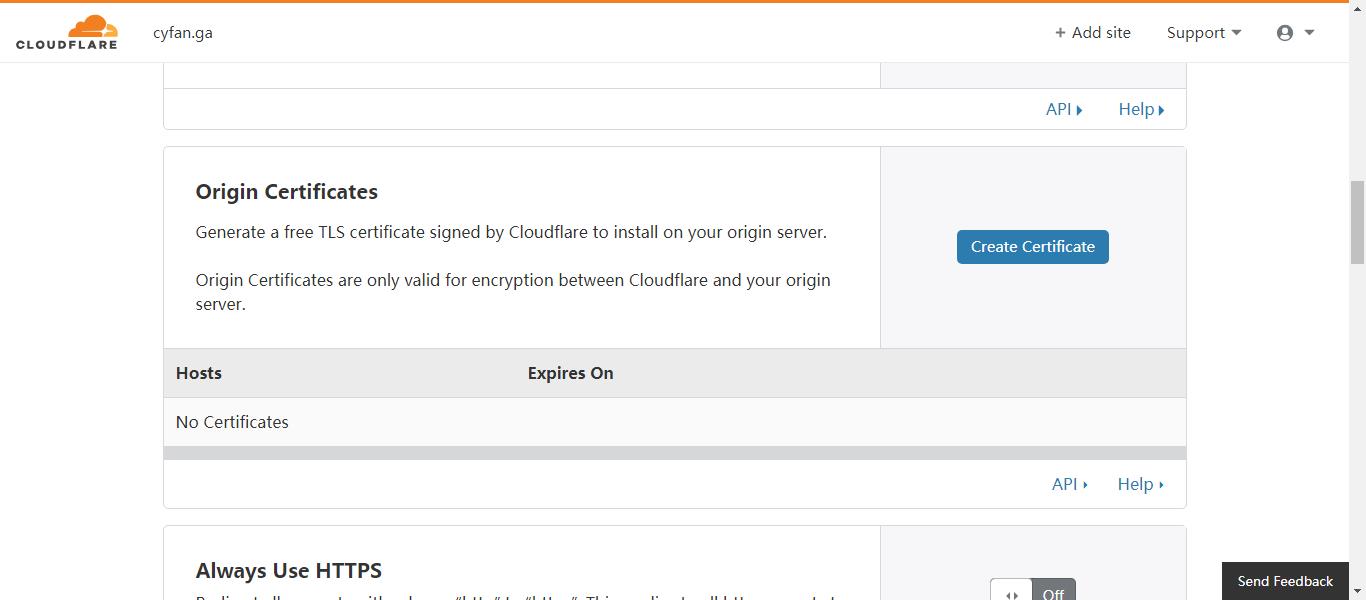 CLOUDFLARE
cyfan.ga
+ Add site
Support
API
Help
Origin Certificates
Generate a free TLS certificate signed by Cloudflare to install on your origin server.
Create Certificate
Origin Certificates are only valid for encryption between Cloudflare and your origin
server.
Hosts
Expires On
No Certificates
API
Help
Always Use HTTPS
Off
Send Feedback